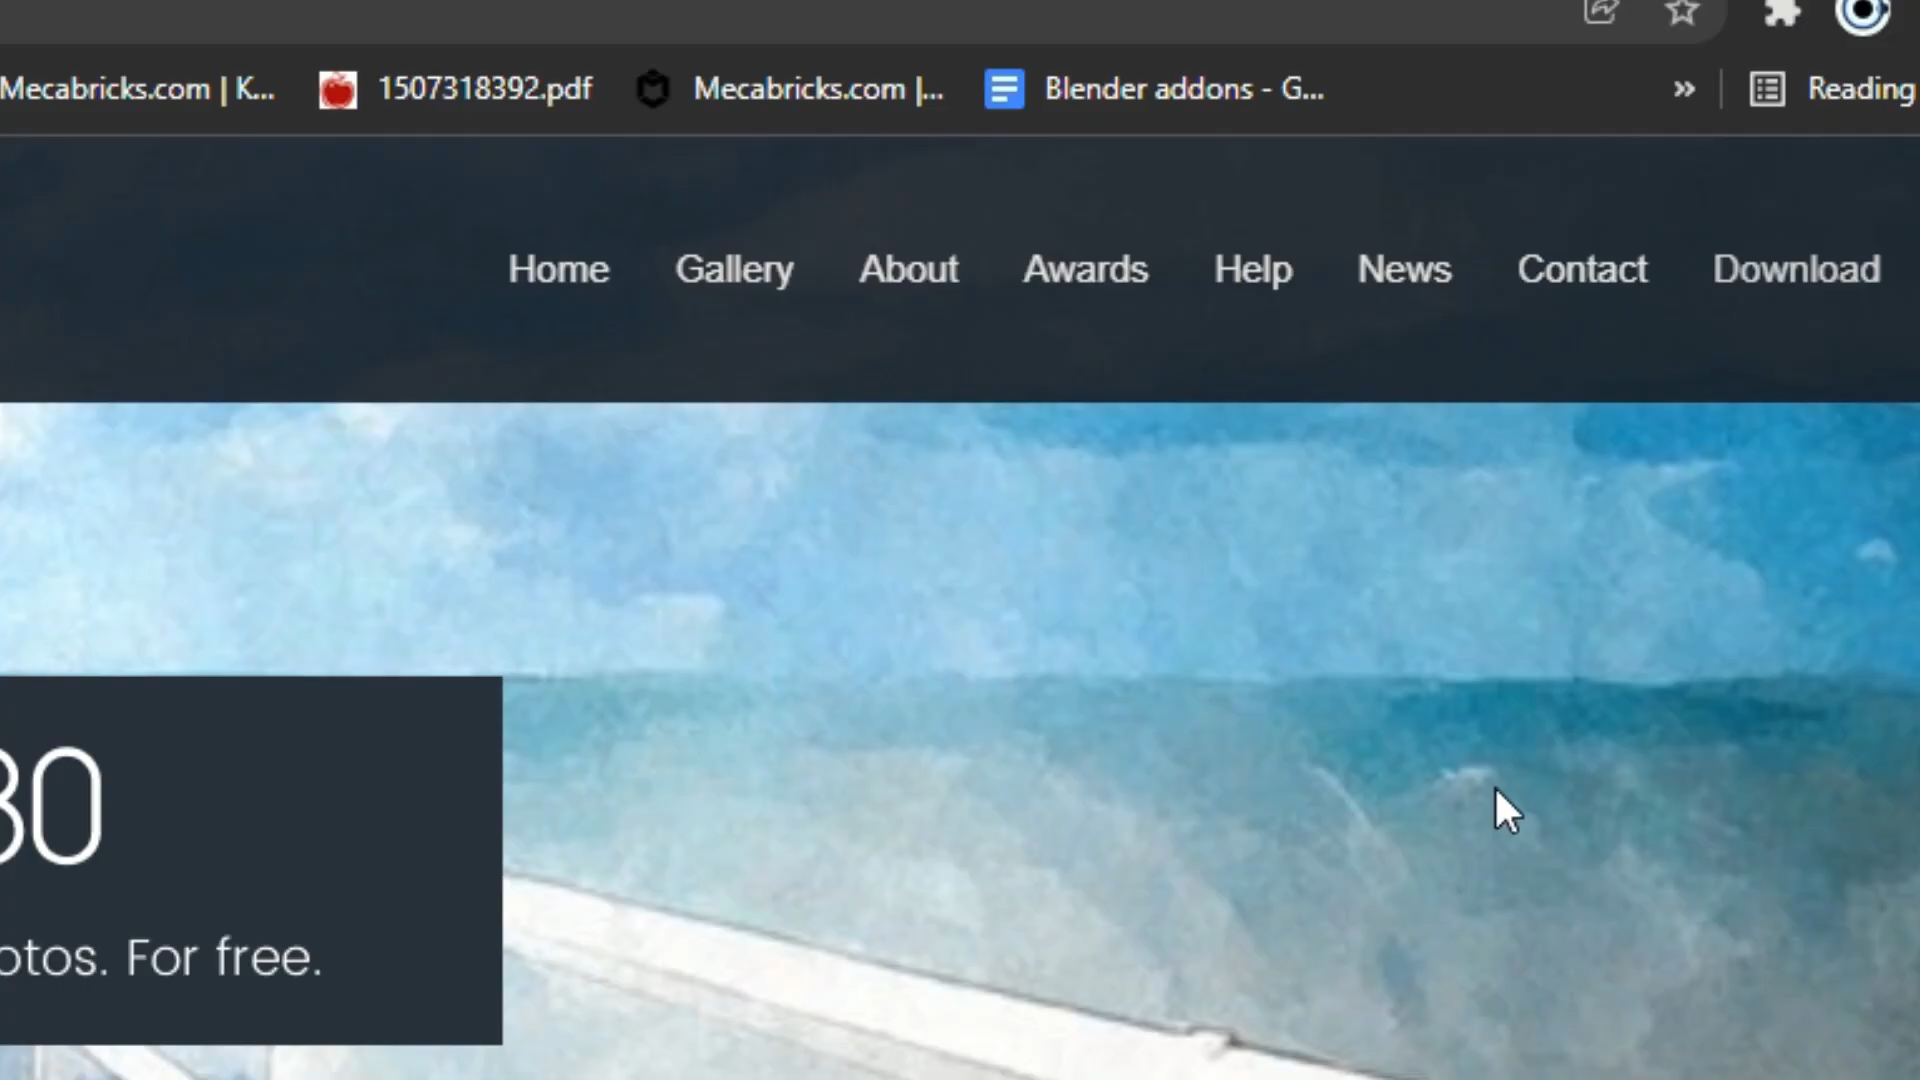 Mecabricks.com | K... 1507318392.pdf Mecabricks.com |... Blender addons - G... » Reading
Home Gallery About Awards Help News Contact Download
30
otos. For free.